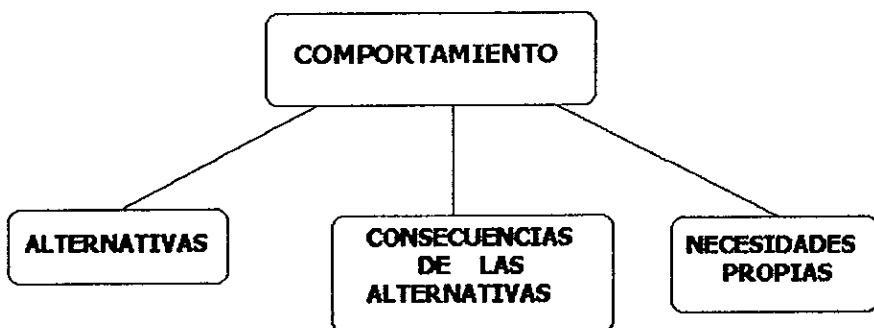 COMPORTAMIENTO
ALTERNATIVAS
CONSECUENCIAS
DE LAS
ALTERNATIVAS
NECESIDADES
PROPIAS